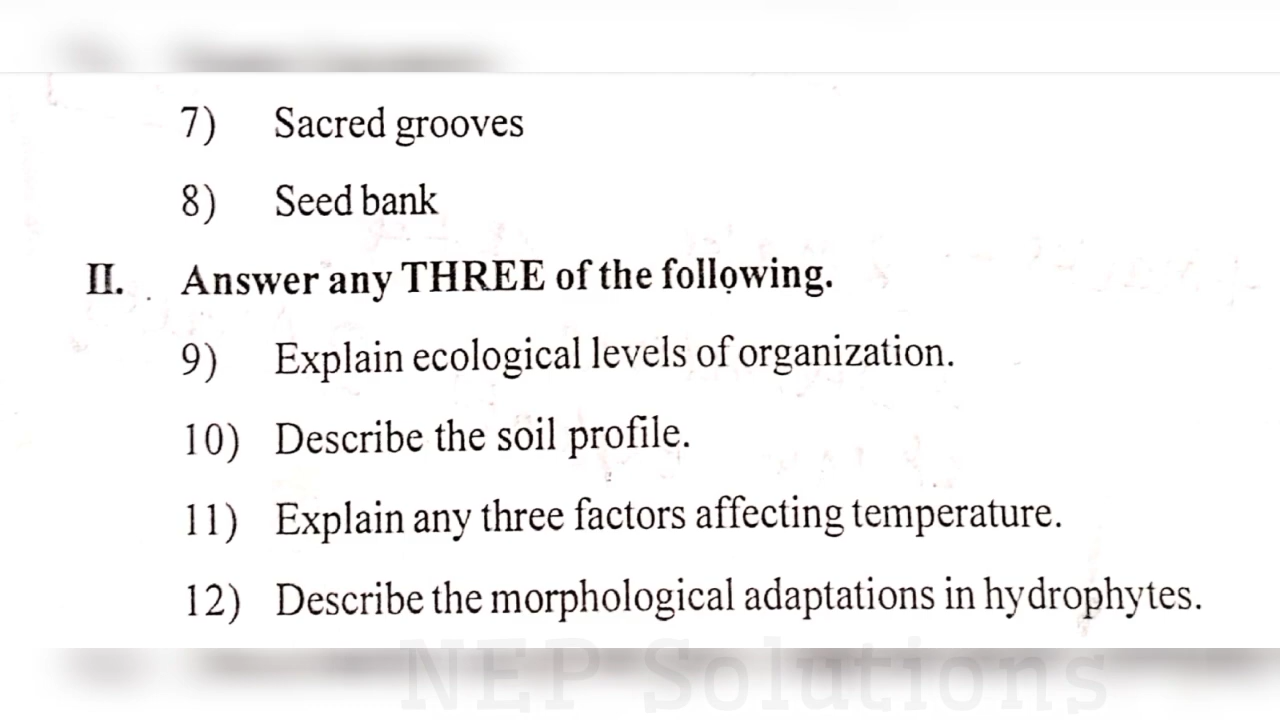 7) Sacred grooves
8) Seed bank
II. Answer any THREE of the following.
9) Explain ecological levels of organization.
10) Describe the soil profile.
11) Explain any three factors affecting temperature.
12) Describe the morphological adaptations in hydrophytes.
NEP Solutions